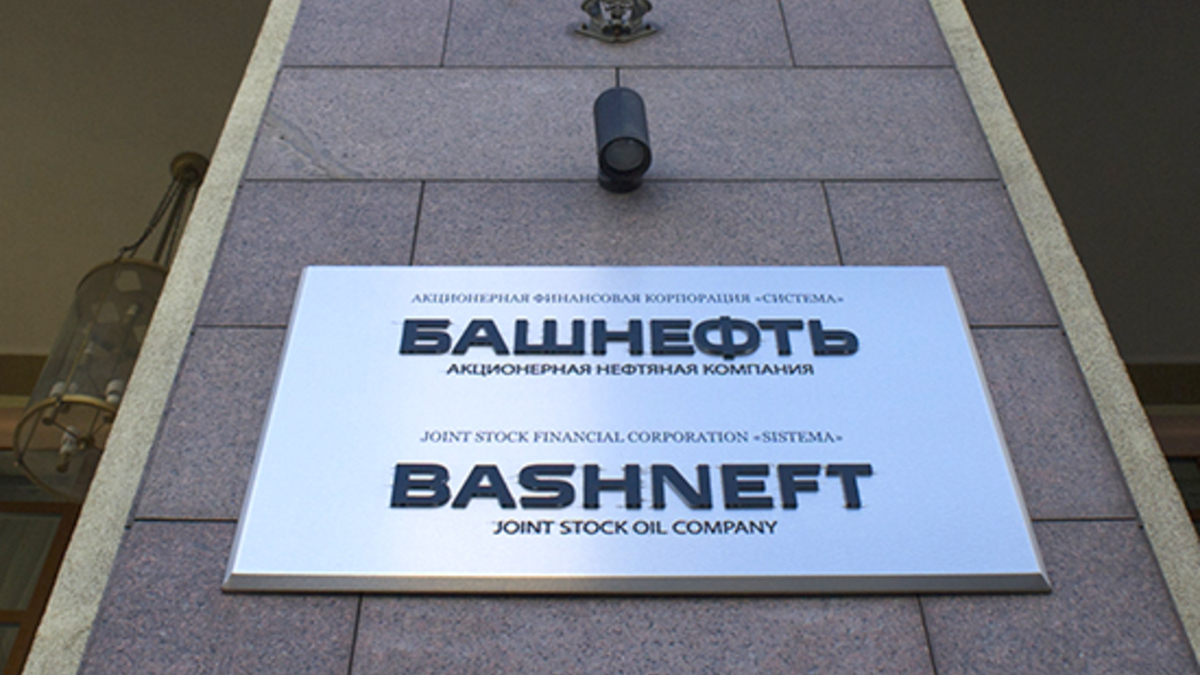 АКЦИОНЕРНАЯ ФИНАНСОВАЯ КОРПОРАЦИЯ «СИСТЕМА»
БАШНЕФТЬ
АКЦИОНЕРНАЯ НЕФТЯНАЯ КОМПАНИЯ
JOINT STOCK FINANCIAL CORPORATION «SISTEMA»
BASHNEFT
JOINT STOCK OIL COMPANY